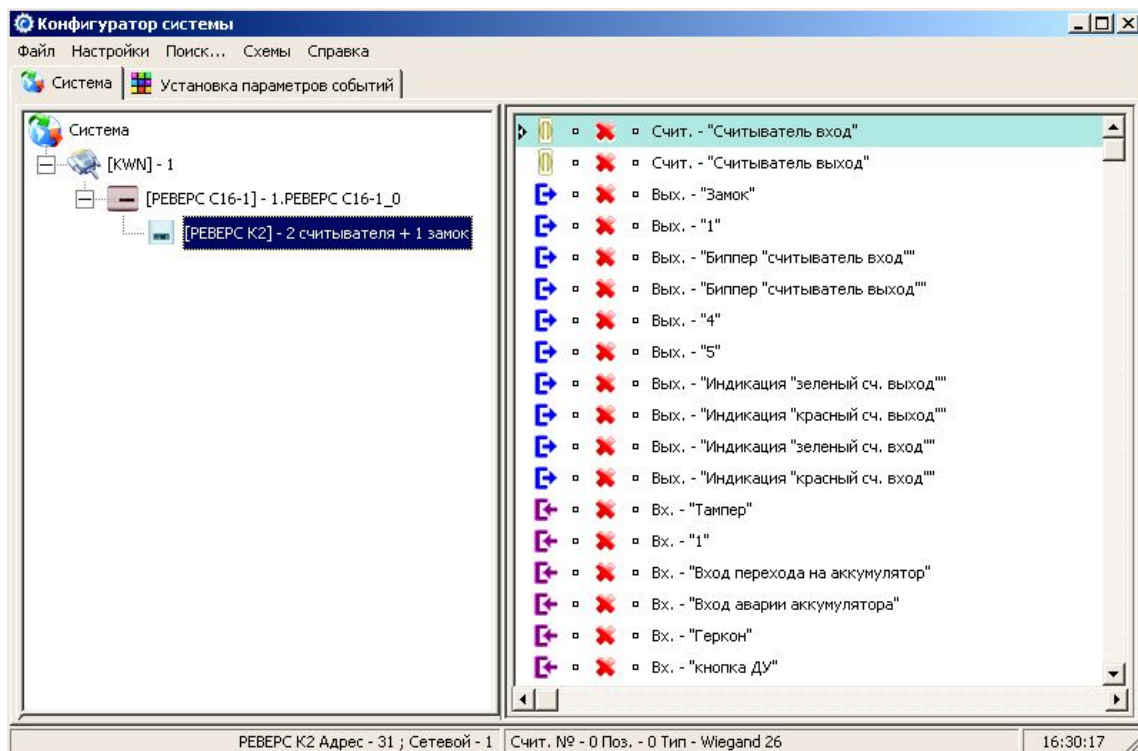 Конфигуратор системы
Файл Настройки Поиск... Схемы Справка
Система Установка параметров событий
Система
[KWN] - 1
[РЕВЕРС С16-1] - 1.РЕВЕРС С16-1_0
[РЕВЕРС К2] - 2 считывателя + 1 замок
Счит. - "Считыватель вход"
Счит. - "Считыватель выход"
Вых. - "Замок"
Вых. - "1"
Вых. - "Биппер "считыватель вход""
Вых. - "Биппер "считыватель выход""
Вых. - "4"
Вых. - "5"
Вых. - "Индикация "зеленый сч. выход""
Вых. - "Индикация "красный сч. выход""
Вых. - "Индикация "зеленый сч. вход""
Вых. - "Индикация "красный сч. вход""
Вх. - "Тампер"
Вх. - "1"
Вх. - "Вход перехода на аккумулятор"
Вх. - "Вход аварии аккумулятора"
Вх. - "Геркон"
Вх. - "кнопка ДУ"
РЕВЕРС К2 Адрес - 31 ; Сетевой - 1 Счит. № - 0 Поз. - 0 Тип - Wiegand 26 16:30:17